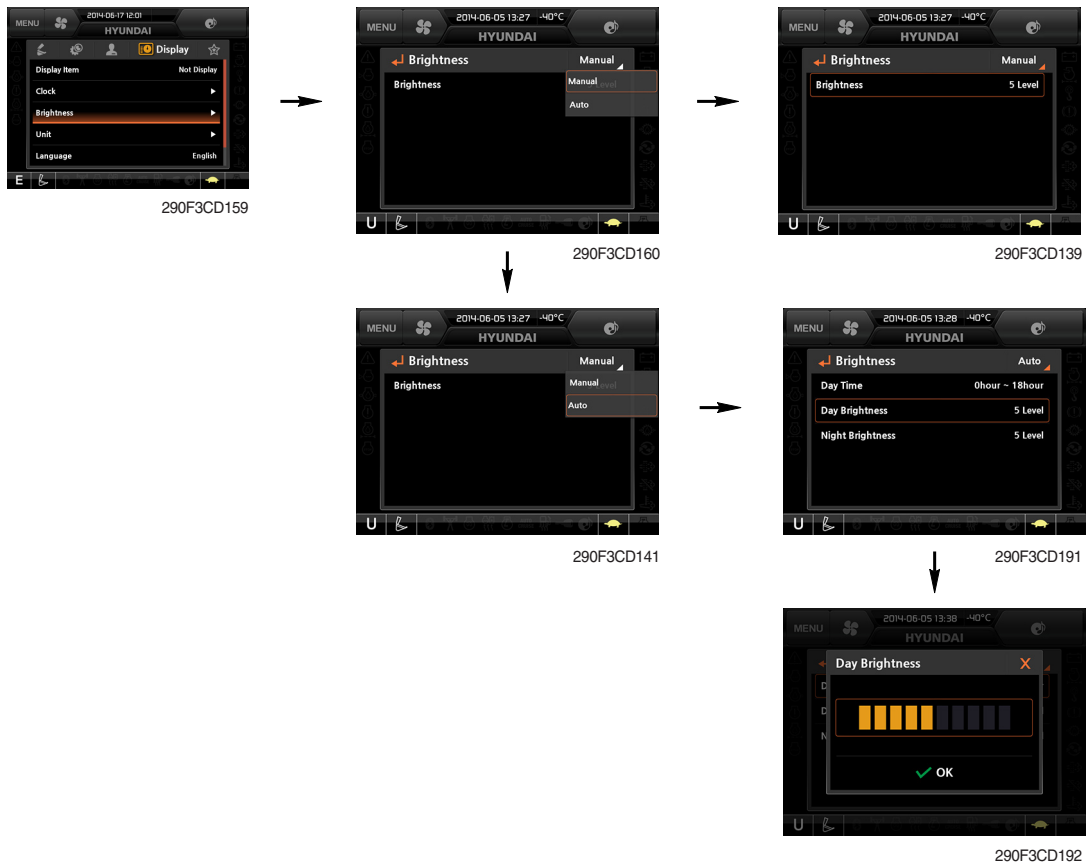 2014-06-17 12:01
MENU
HYUNDAI
Display
Display Item Not Display
Clock
Brightness
Unit
Language English
E
290F3CD159
2014-06-05 13:27 -40°C
MENU
HYUNDAI
Brightness Manual
Brightness Manual
Auto
U
290F3CD160
2014-06-05 13:27 -40°C
MENU
HYUNDAI
Brightness Manual
Brightness 5 Level
U
290F3CD139
2014-06-05 13:27 -40°C
MENU
HYUNDAI
Brightness Manual
Brightness Manual
Auto
U
290F3CD141
2014-06-05 13:28 -40°C
MENU
HYUNDAI
Brightness Auto
Day Time 0hour ~ 18hour
Day Brightness 5 Level
Night Brightness 5 Level
U
290F3CD191
2014-06-05 13:38 -40°C
MENU
HYUNDAI
Day Brightness X
D
D
N
OK
U
290F3CD192